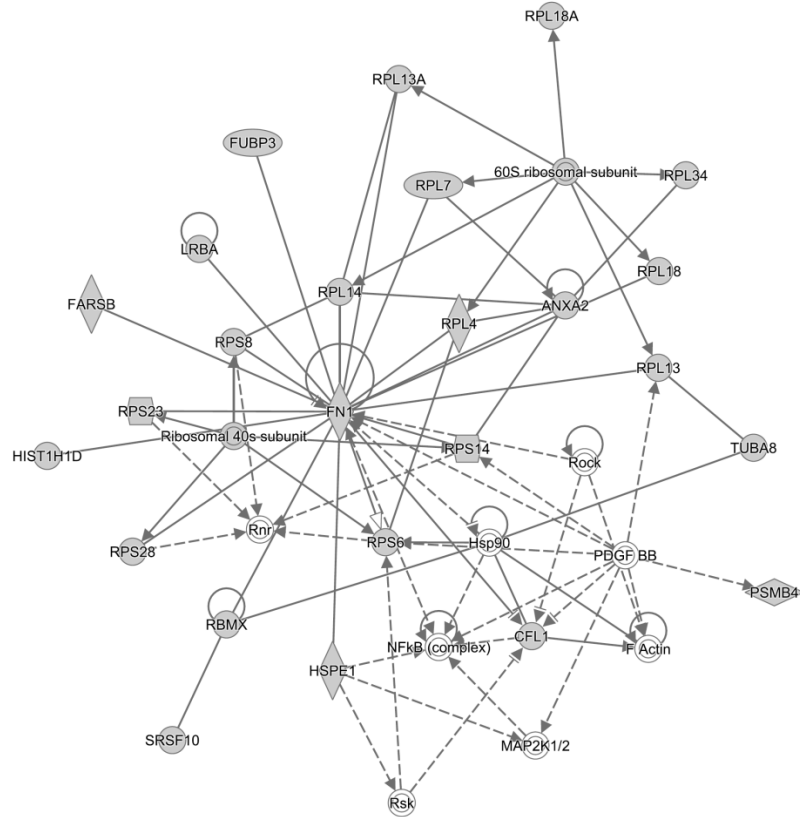 RPL18A
RPL13A
FUBP3
60S ribosomal subunit
RPL34
RPL7
LRBA
RPL18
RPL14
FARSB
ANXA2
RPL4
RPS8
RPL13
RPS23
FN1
Ribosomal 40s subunit
HIST1H1D
RPS14
TUBA8
Rock
Rnr
RPS6
Hsp90
RPS28
PDGF BB
PSMB4
RBMX
CFL1
NFkB (complex)
F Actin
HSPE1
SRSF10
MAP2K1/2
Rsk